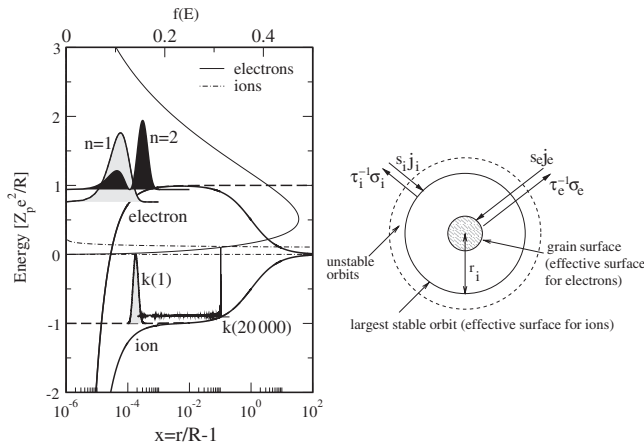 f(E)
0 0.2 0.4
3
2
1
0
-1
-2
Energy [Z_p e^2/R]
electrons
ions
n=1
n=2
electron
k(1)
k(20 000)
ion
10^-6 10^-4 10^-2 10^0 10^2
x=r/R-1
s_i j_i
τ_i^-1 σ_i
s_e j_e
τ_e^-1 σ_e
unstable
orbits
r_i
grain surface
(effective surface
for electrons)
largest stable orbit (effective surface for ions)